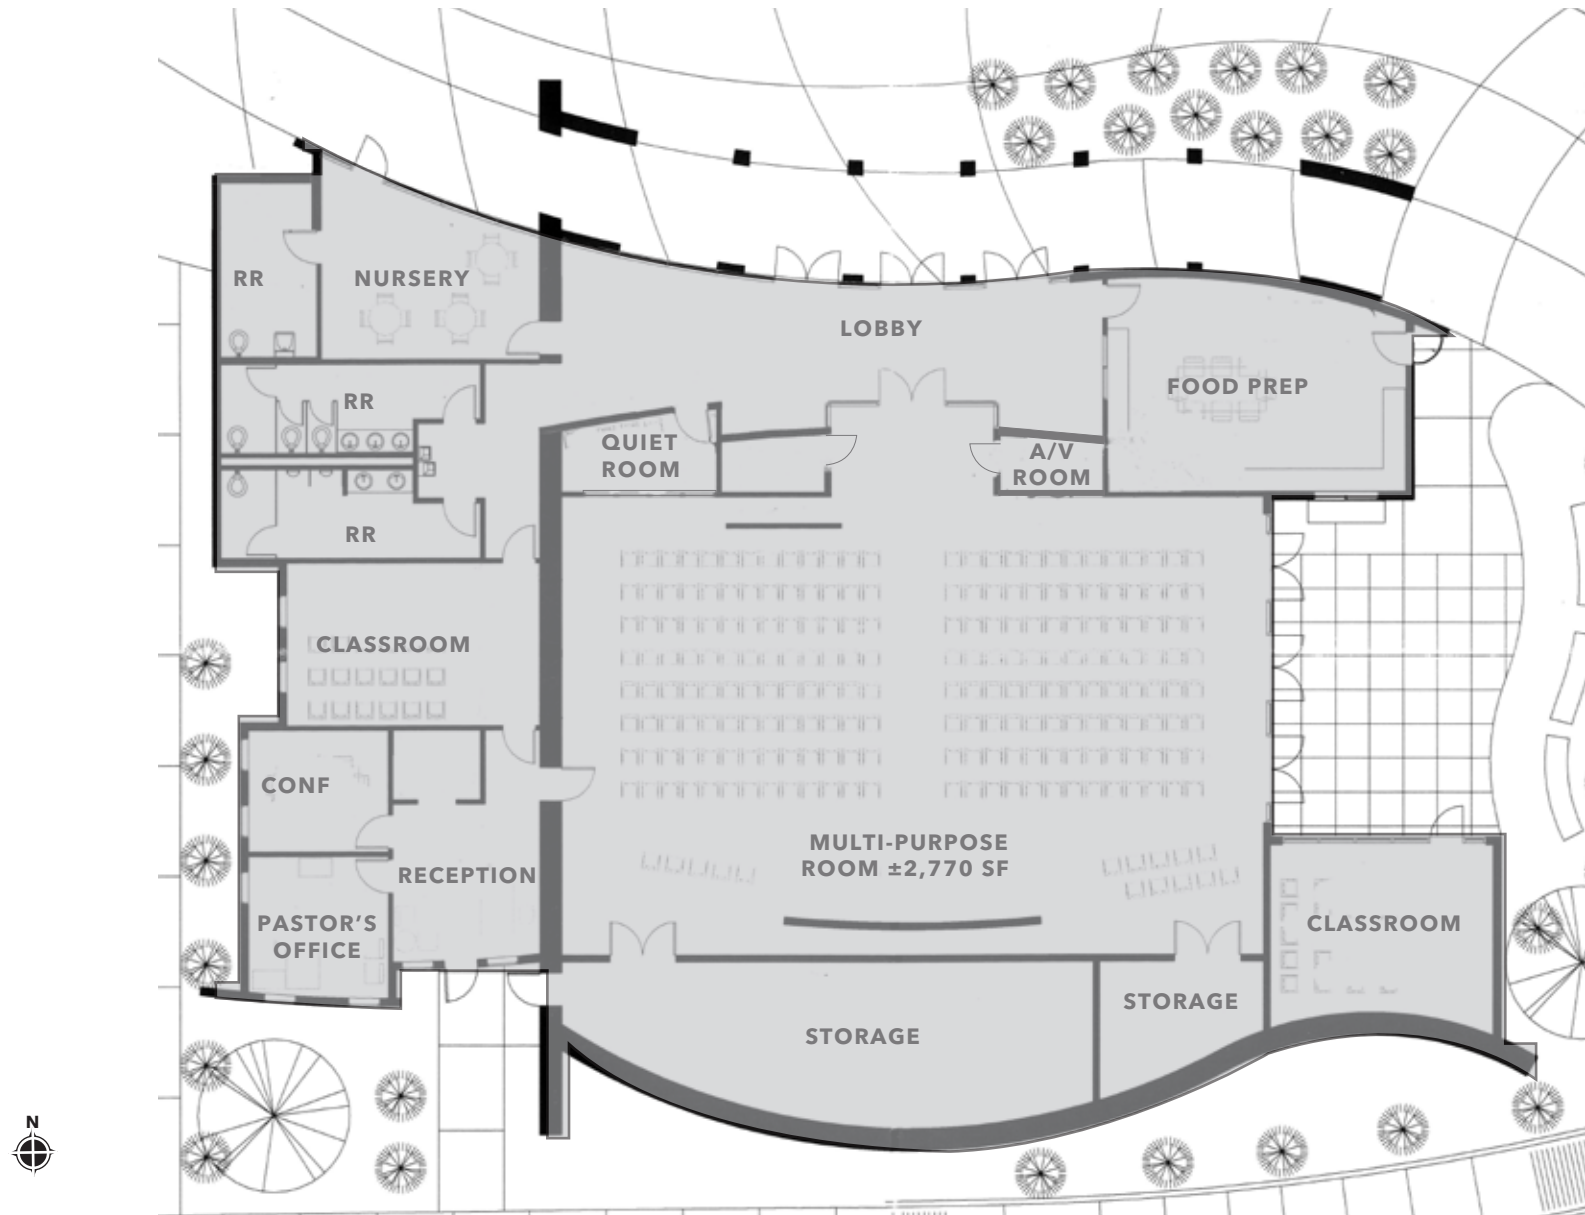 RR
NURSERY
LOBBY
FOOD PREP
RR
QUIET
ROOM
A/V
ROOM
RR
CLASSROOM
CONF
MULTI-PURPOSE
ROOM ±2,770 SF
RECEPTION
PASTOR'S
OFFICE
CLASSROOM
STORAGE
STORAGE
N